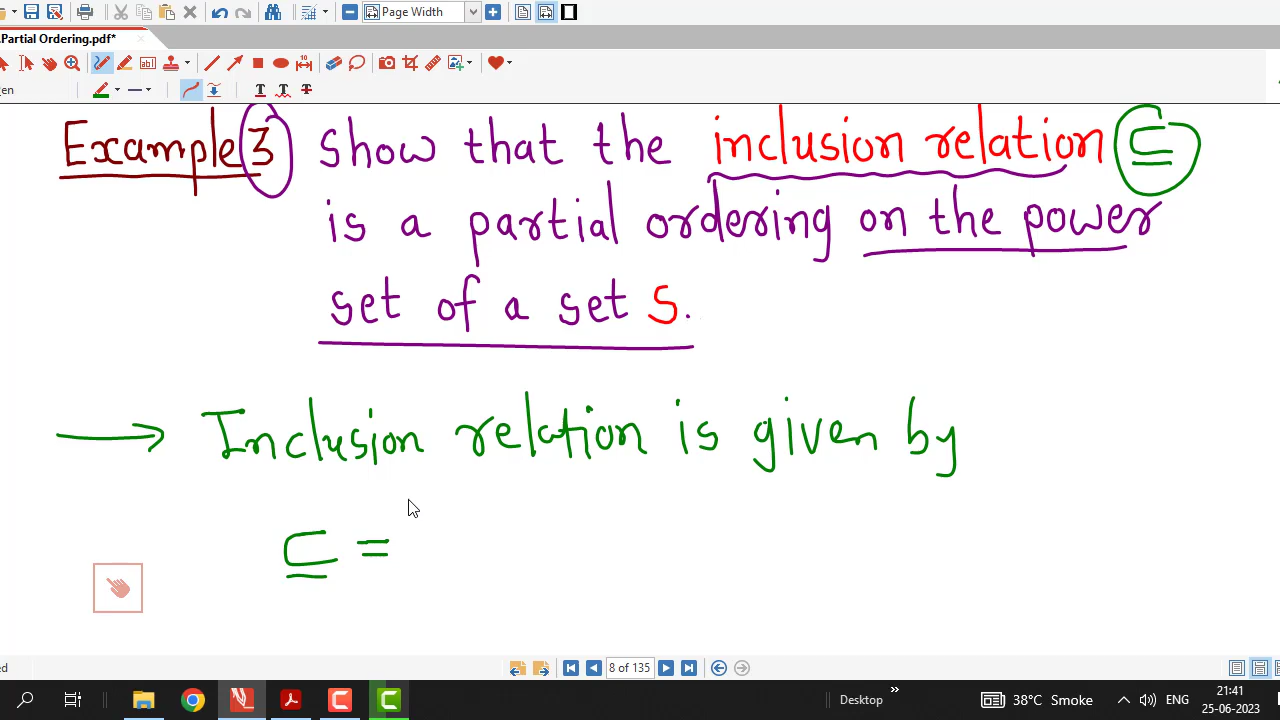 Page Width
Partial Ordering.pdf*
en
Example 3 show that the inclusion relation ⊆
is a partial ordering on the power
set of a set S.
→ Inclusion relation is given by
⊆ =
ed
8 of 135
Desktop
»
38°C Smoke
ENG
21:41
25-06-2023